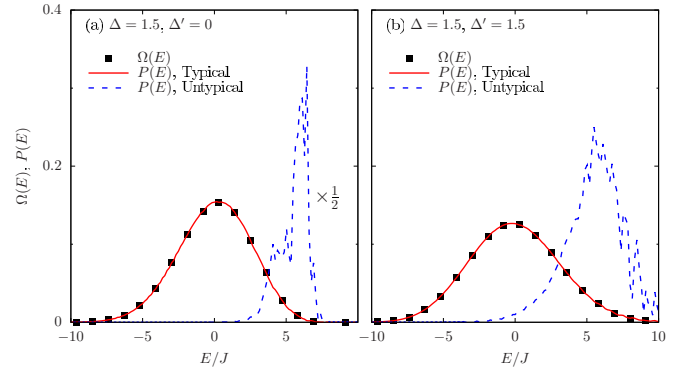 (a) Δ = 1.5, Δ′ = 0
Ω(E)
P(E), Typical
P(E), Untypical
×1/2
0.4
0.2
0
Ω(E), P(E)
−10
−5
0
5
E/J
(b) Δ = 1.5, Δ′ = 1.5
Ω(E)
P(E), Typical
P(E), Untypical
−10
−5
0
5
10
E/J